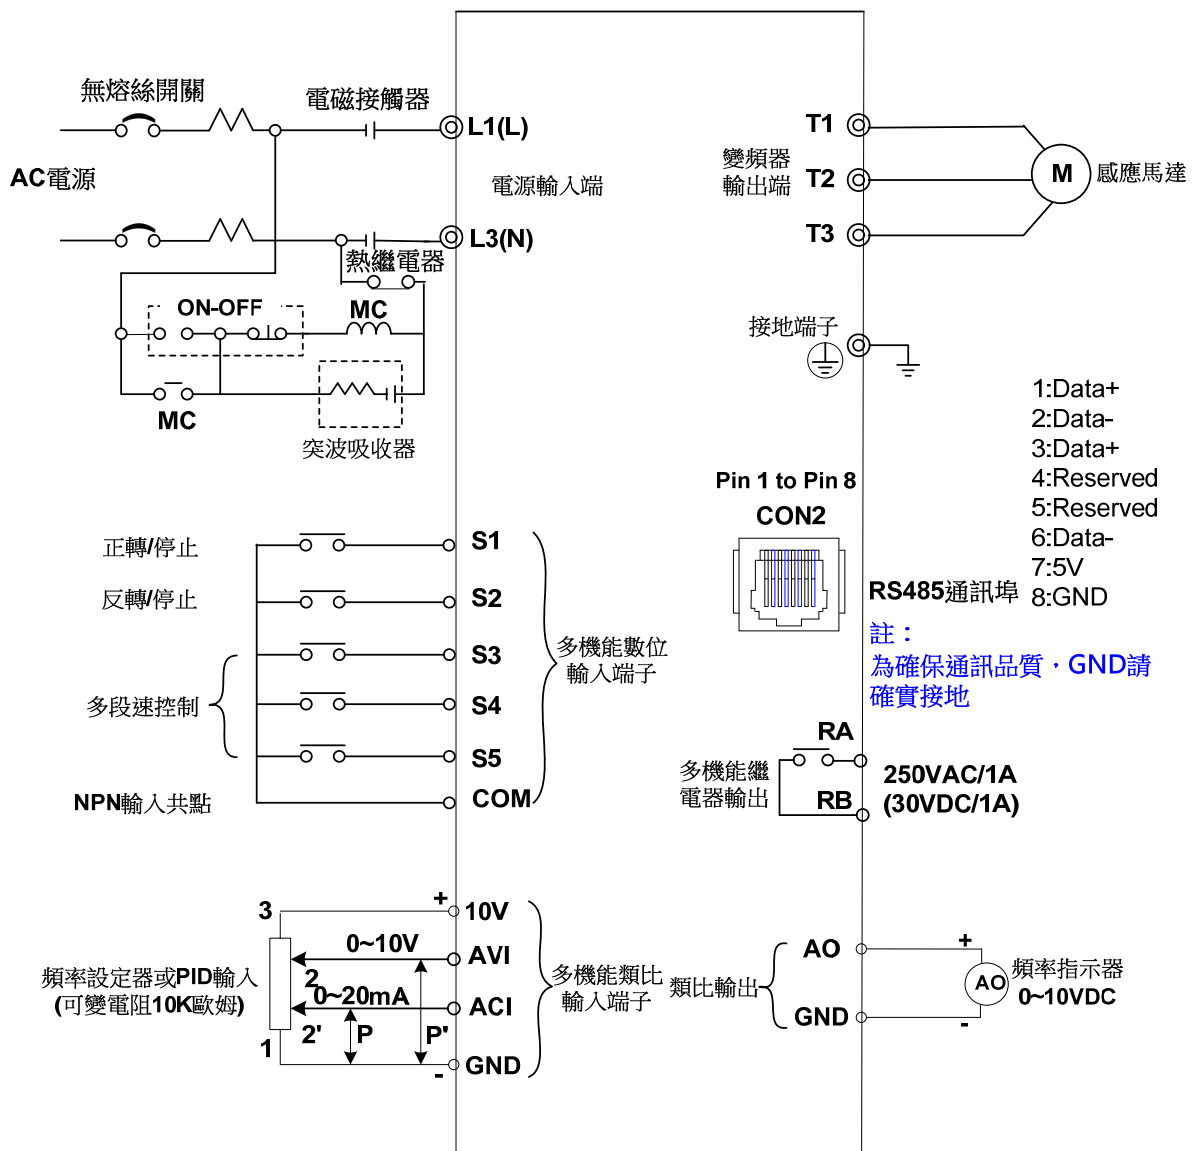 無熔絲開關
電磁接觸器
L1(L)
AC電源
電源輸入端
L3(N)
熱繼電器
ON-OFF
MC
MC
突波吸收器
T1
變頻器
輸出端
T2
M
感應馬達
T3
接地端子
1:Data+
2:Data-
3:Data+
4:Reserved
5:Reserved
6:Data-
7:5V
8:GND
Pin 1 to Pin 8
CON2
RS485通訊埠
註：
為確保通訊品質，GND請
確實接地
正轉/停止
S1
反轉/停止
S2
S3
多段速控制
S4
S5
NPN輸入共點
COM
多機能數位
輸入端子
RA
多機能繼
電器輸出
RB
250VAC/1A
(30VDC/1A)
3
+
10V
0~10V
AVI
2
頻率設定器或PID輸入
(可變電阻10K歐姆)
0~20mA
ACI
2'
P
P'
1
-
GND
多機能類比
輸入端子
類比輸出
AO
GND
+
AO
-
頻率指示器
0~10VDC